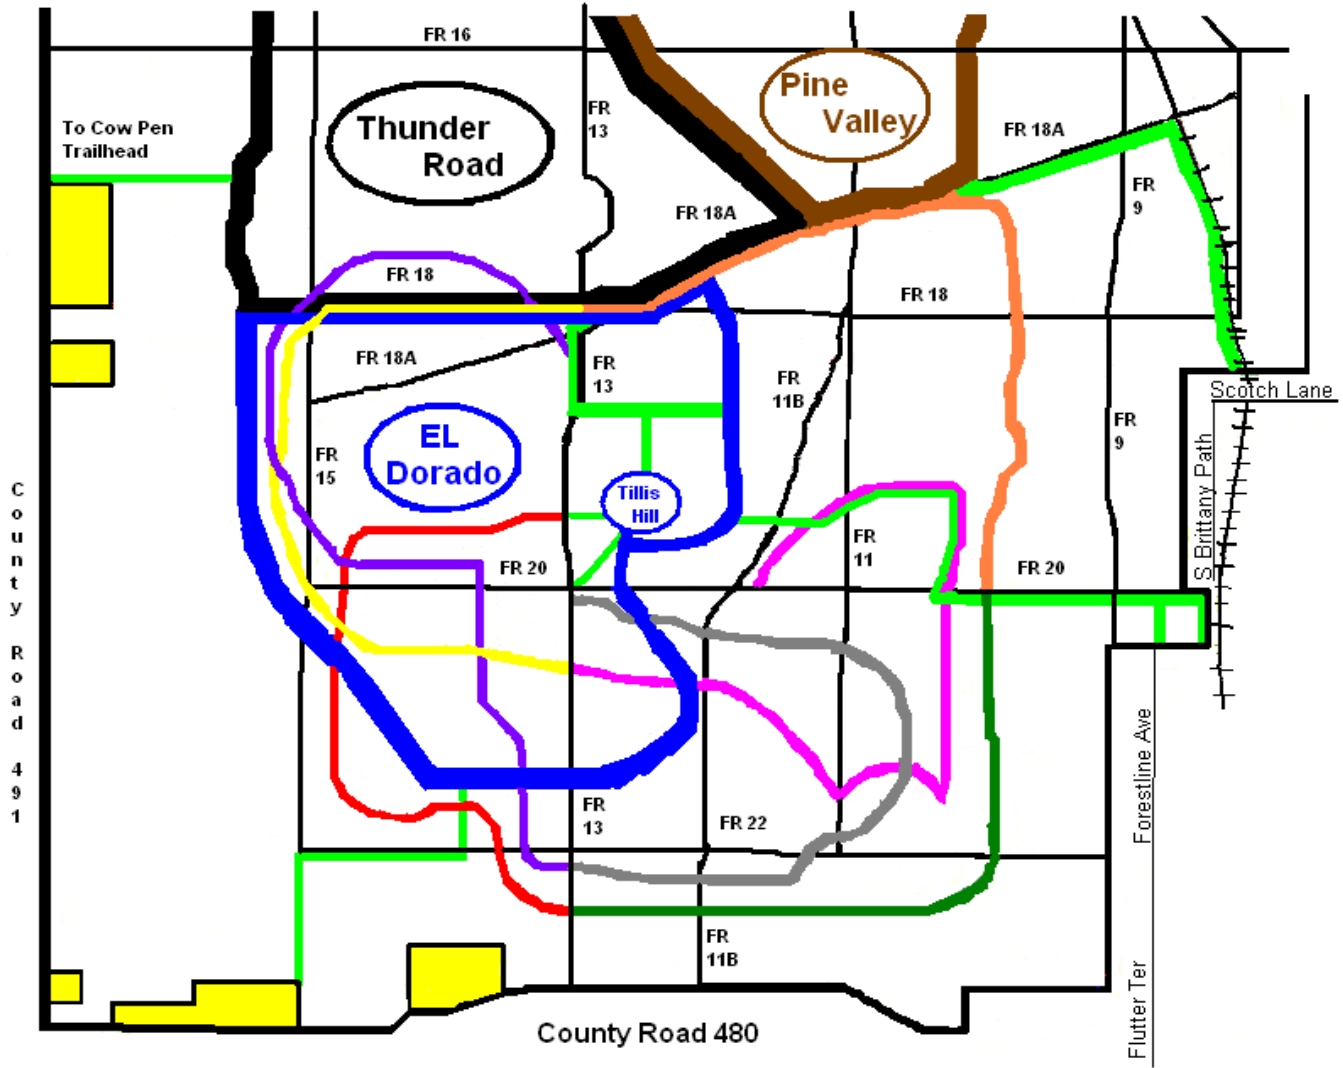 FR 16
Pine
Valley
FR
13
Thunder
Road
To Cow Pen
Trailhead
FR 18A
FR
9
FR 18A
FR 18
FR 18
FR 18A
FR
13
FR
11B
Scotch Lane
EL
Dorado
FR
9
FR
15
S Brittany Path
Tillis
Hill
County Road 491
FR
11
FR 20
FR 20
Forestline Ave
FR
13
FR 22
FR
11B
Flutter Ter
County Road 480